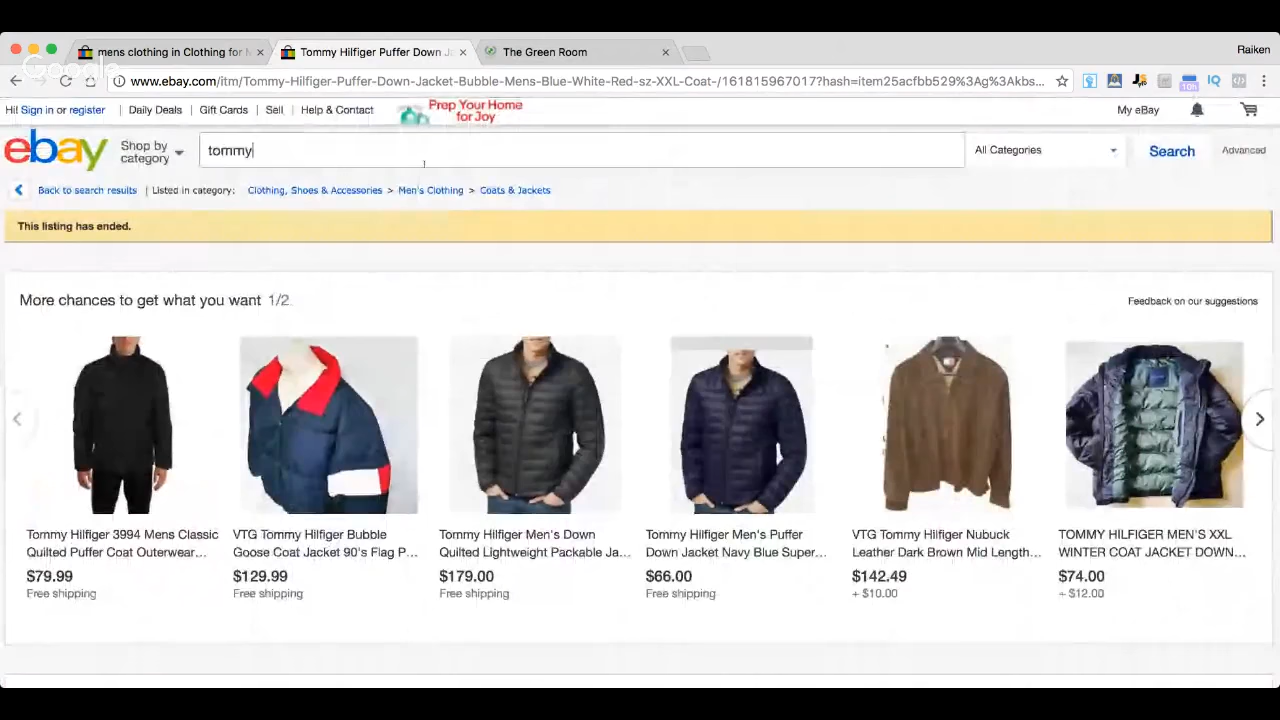 mens clothing in Clothing for M
Tommy Hilfiger Puffer Down J
The Green Room
Raiken
Google
www.ebay.com/itm/Tommy-Hilfiger-Puffer-Down-Jacket-Bubble-Mens-Blue-White-Red-sz-XXL-Coat-/161815967017?hash=item25acfbb529%3Ag%3Akbs...
10h
Hi! Sign in or register | Daily Deals | Gift Cards | Sell | Help & Contact
Prep Your Home
for Joy
My eBay
ebay
Shop by
category
tommy
All Categories
Search
Advanced
Back to search results | Listed in category: Clothing, Shoes & Accessories > Men's Clothing > Coats & Jackets
This listing has ended.
More chances to get what you want 1/2
Feedback on our suggestions
Tommy Hilfiger 3994 Mens Classic
Quilted Puffer Coat Outerwear...
$79.99
Free shipping
VTG Tommy Hilfiger Bubble
Goose Coat Jacket 90's Flag P...
$129.99
Free shipping
Tommy Hilfiger Men's Down
Quilted Lightweight Packable Ja...
$179.00
Free shipping
Tommy Hilfiger Men's Puffer
Down Jacket Navy Blue Super...
$66.00
Free shipping
VTG Tommy Hilfiger Nubuck
Leather Dark Brown Mid Length...
$142.49
+ $10.00
TOMMY HILFIGER MEN'S XXL
WINTER COAT JACKET DOWN...
$74.00
+ $12.00